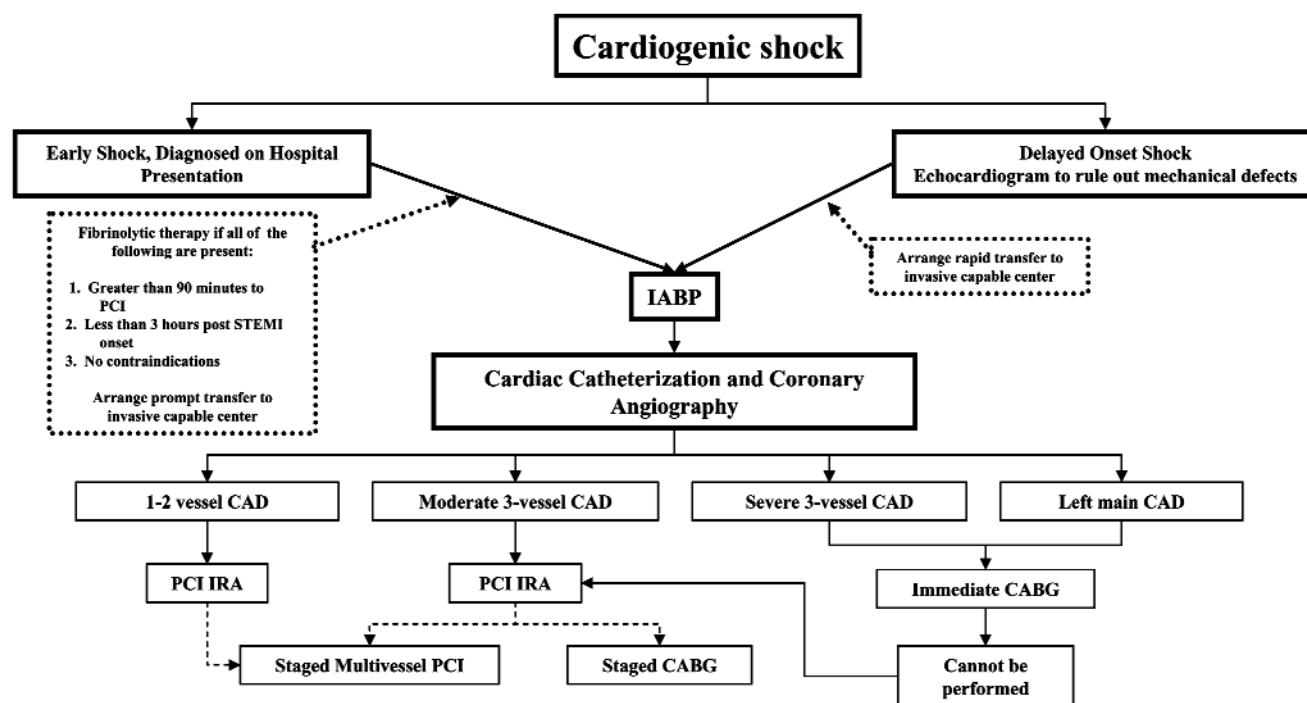 Cardiogenic shock
Early Shock, Diagnosed on Hospital
Presentation
Delayed Onset Shock
Echocardiogram to rule out mechanical defects
Fibrinolytic therapy if all of the
following are present:
1. Greater than 90 minutes to
PCI
2. Less than 3 hours post STEMI
onset
3. No contraindications
Arrange prompt transfer to
invasive capable center
Arrange rapid transfer to
invasive capable center
IABP
Cardiac Catheterization and Coronary
Angiography
1-2 vessel CAD
Moderate 3-vessel CAD
Severe 3-vessel CAD
Left main CAD
PCI IRA
PCI IRA
Immediate CABG
Staged Multivessel PCI
Staged CABG
Cannot be
performed